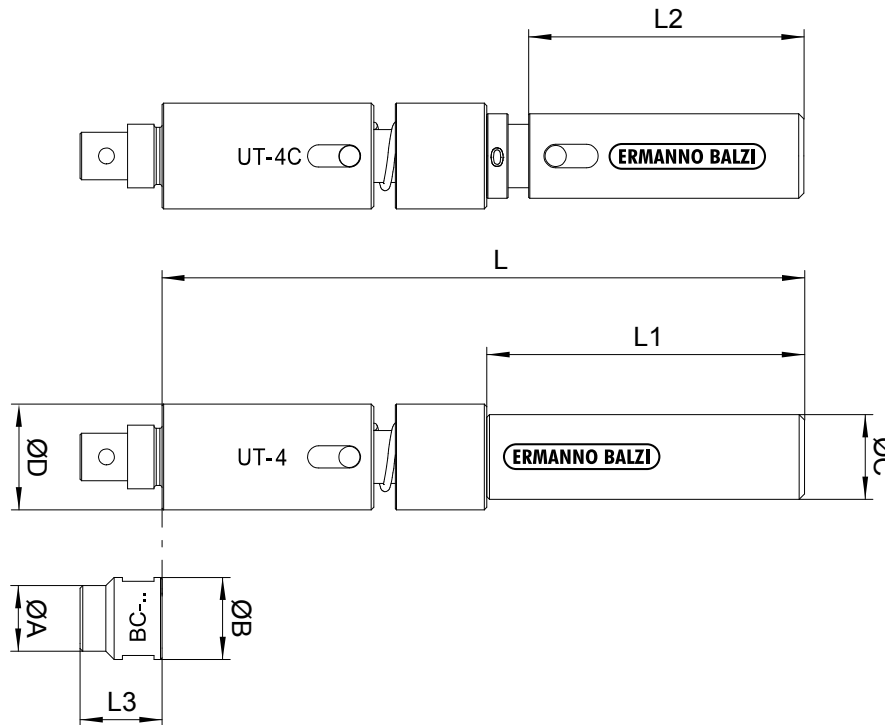 L2
UT-4C
ERMANNO BALZI
L
L1
ØD
UT-4
ERMANNO BALZI
ØC
ØA
BC-..
ØB
L3